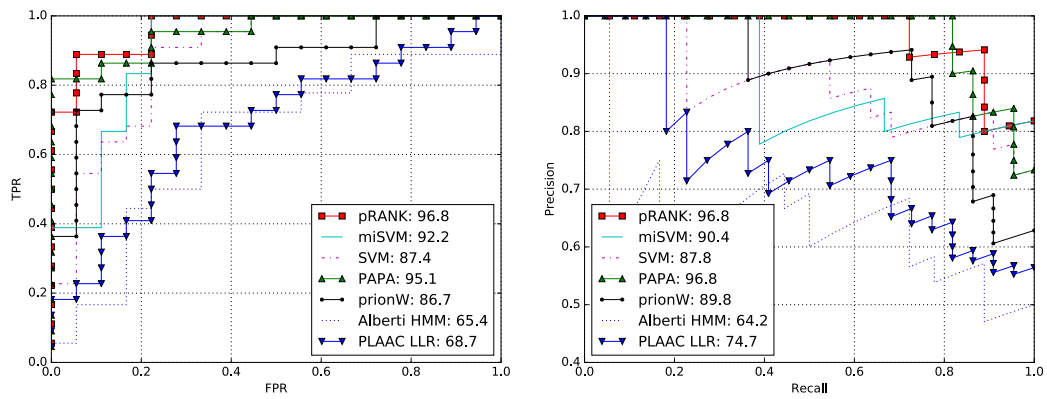 1.0
0.8
0.6
0.4
0.2
0.0
TPR
0.0 0.2 0.4 0.6 0.8 1.0
FPR
pRANK: 96.8
miSVM: 92.2
SVM: 87.4
PAPA: 95.1
prionW: 86.7
Alberti HMM: 65.4
PLAAC LLR: 68.7
1.0
0.9
0.8
0.7
0.6
0.5
0.4
Precision
0.0 0.2 0.4 0.6 0.8 1.0
Recall
pRANK: 96.8
miSVM: 90.4
SVM: 87.8
PAPA: 96.8
prionW: 89.8
Alberti HMM: 64.2
PLAAC LLR: 74.7